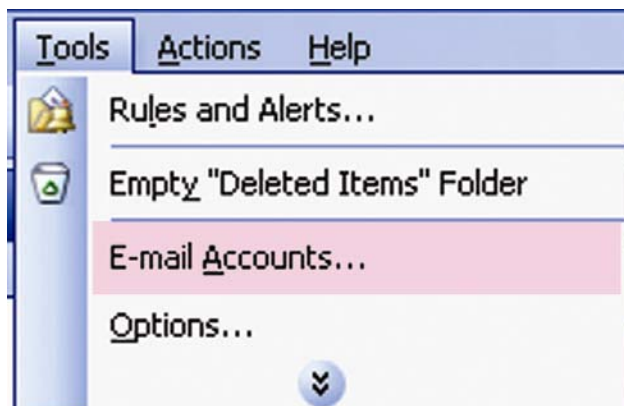 Tools Actions Help
Rules and Alerts...
Empty "Deleted Items" Folder
E-mail Accounts...
Options...